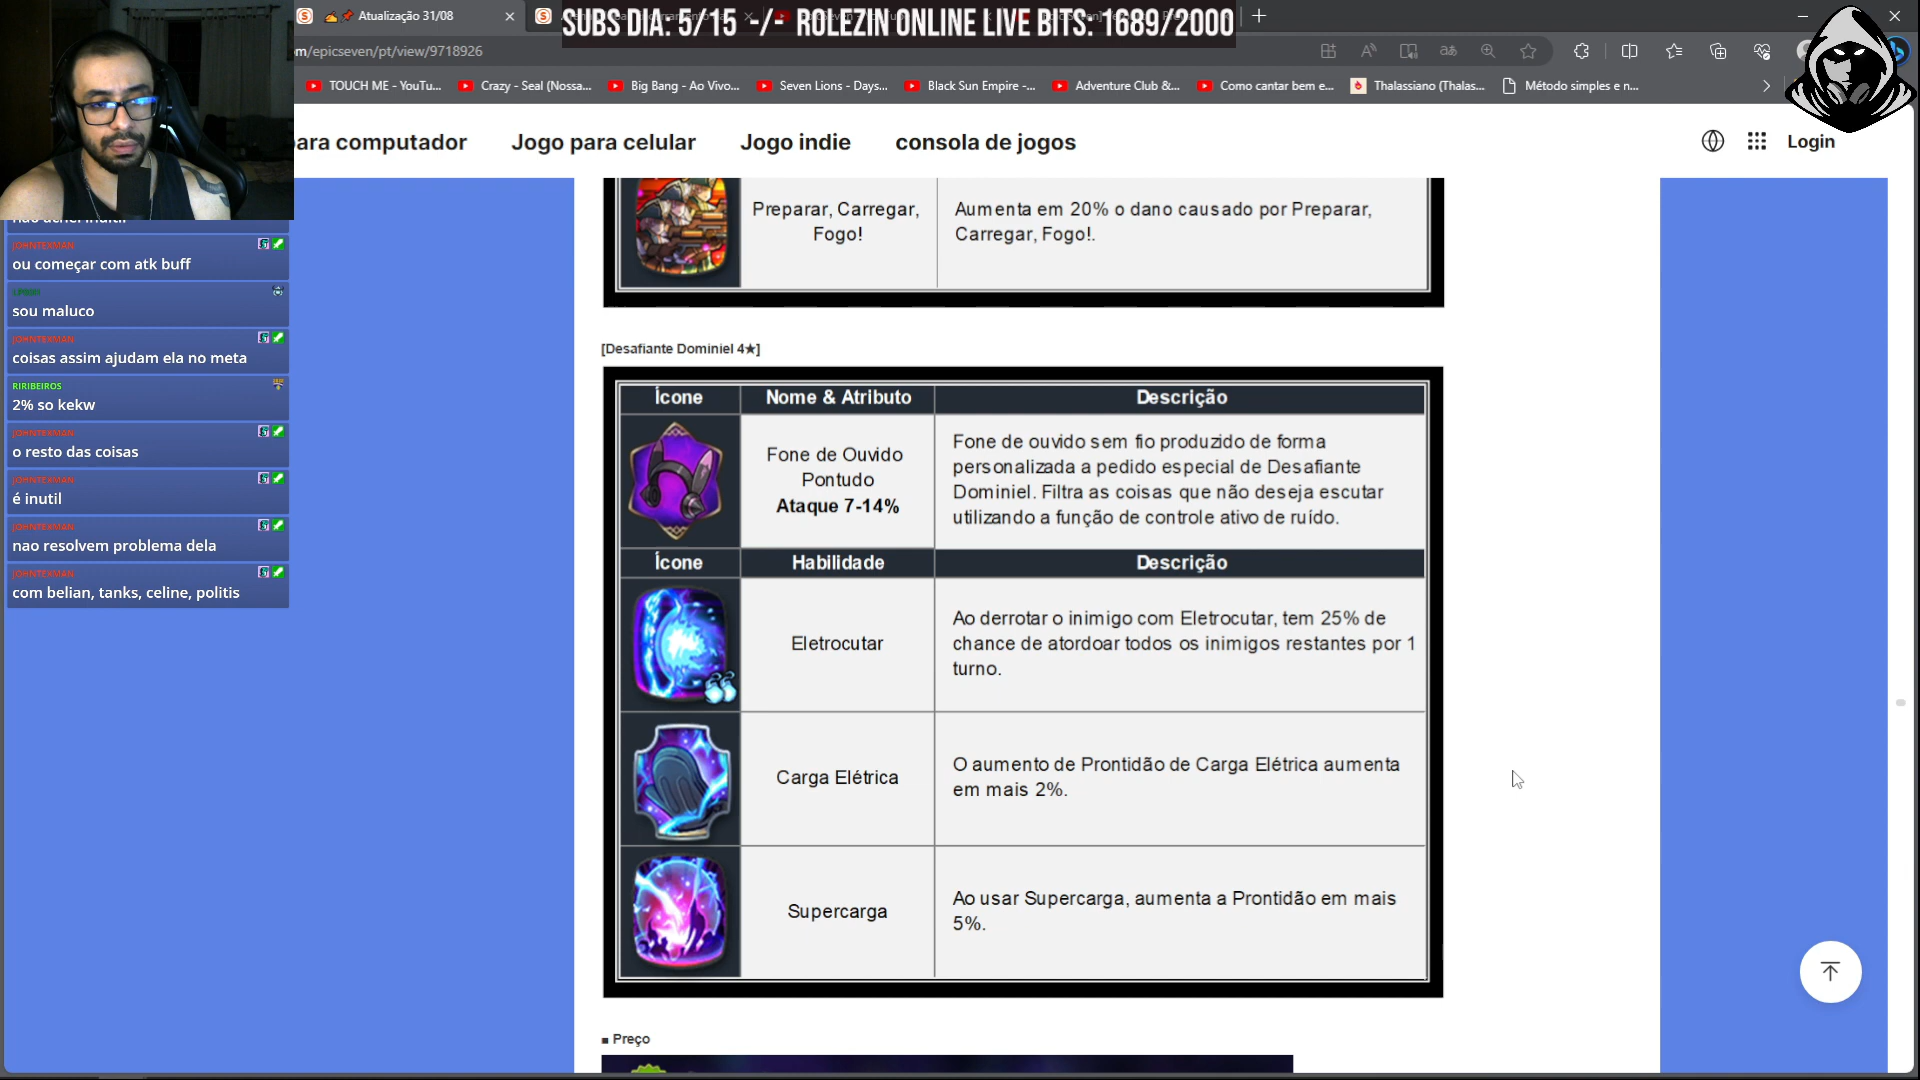 Atualização 31/08
SUBS DIA: 5/15 -/- ROLEZIN ONLINE LIVE BITS: 1689/2000
m/epicseven/pt/view/9718926
TOUCH ME - YouTu...
Crazy - Seal (Nossa...
Big Bang - Ao Vivo...
Seven Lions - Days...
Black Sun Empire -...
Adventure Club &...
Como cantar bem e...
Thalassiano (Thalas...
Método simples e n...
ara computador
Jogo para celular
Jogo indie
consola de jogos
Login
JOHNTEXMAN
ou começar com atk buff
sou maluco
JOHNTEXMAN
coisas assim ajudam ela no meta
RIRIBEIROS
2% so kekw
JOHNTEXMAN
o resto das coisas
JOHNTEXMAN
é inutil
JOHNTEXMAN
nao resolvem problema dela
JOHNTEXMAN
com belian, tanks, celine, politis
Preparar, Carregar,
Fogo!
Aumenta em 20% o dano causado por Preparar,
Carregar, Fogo!.
[Desafiante Dominiel 4★]
Ícone
Nome & Atributo
Descrição
Fone de Ouvido
Pontudo
Ataque 7-14%
Fone de ouvido sem fio produzido de forma
personalizada a pedido especial de Desafiante
Dominiel. Filtra as coisas que não deseja escutar
utilizando a função de controle ativo de ruído.
Ícone
Habilidade
Descrição
Eletrocutar
Ao derrotar o inimigo com Eletrocutar, tem 25% de
chance de atordoar todos os inimigos restantes por 1
turno.
Carga Elétrica
O aumento de Prontidão de Carga Elétrica aumenta
em mais 2%.
Supercarga
Ao usar Supercarga, aumenta a Prontidão em mais
5%.
■ Preço